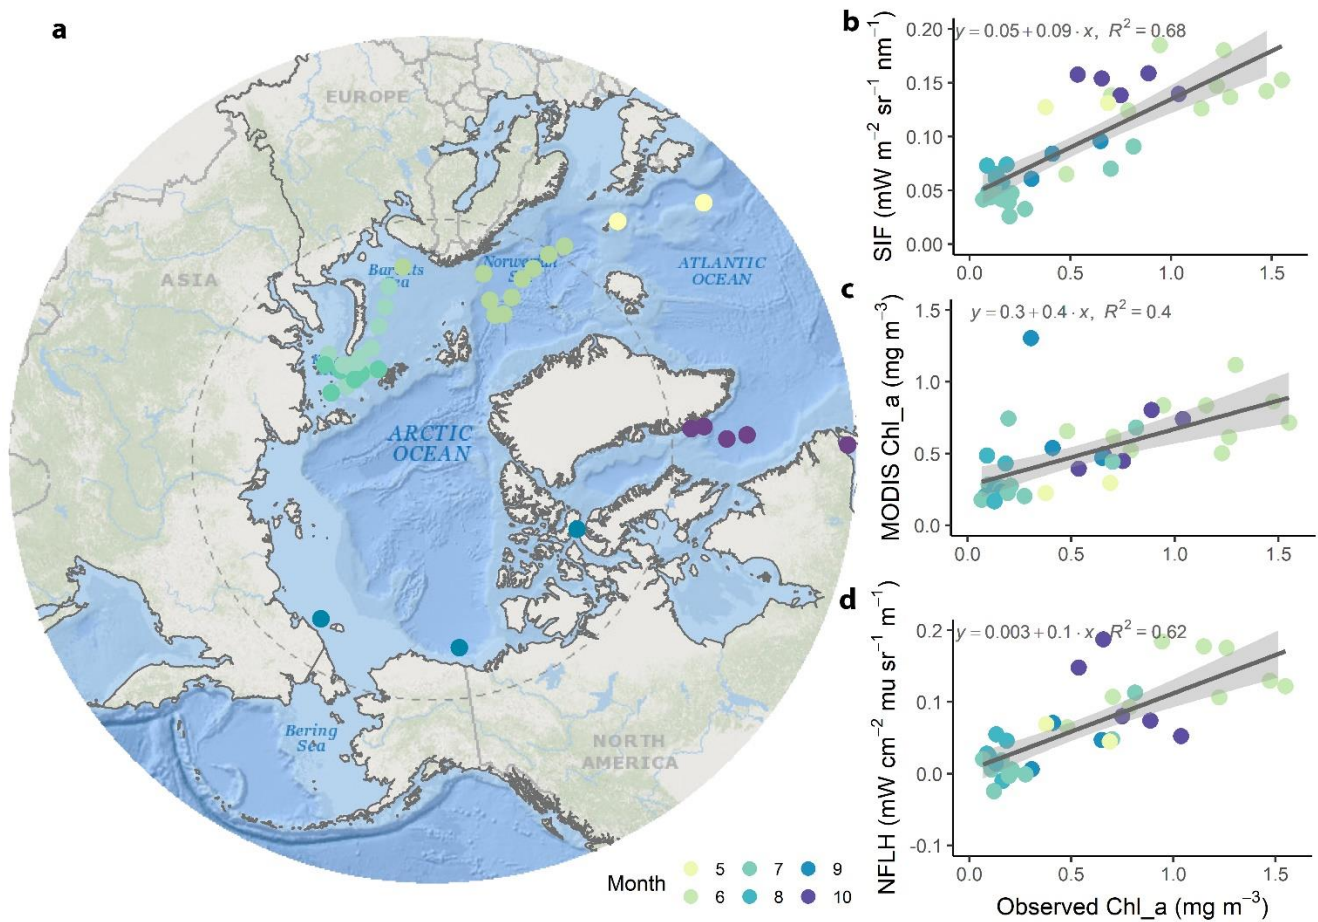 a
EUROPE
ASIA
Barents
Sea
Norwegian
ATLANTIC
OCEAN
ARCTIC
OCEAN
Bering
Sea
NORTH
AMERICA
Month
5
7
9
6
8
10
b
y = 0.05 + 0.09 · x, R² = 0.68
SIF (mW m⁻² sr⁻¹ nm⁻¹)
0.20
0.15
0.10
0.05
0.00
0.0
0.5
1.0
1.5
c
y = 0.3 + 0.4 · x, R² = 0.4
MODIS Chl_a (mg m⁻³)
1.5
1.0
0.5
0.0
0.0
0.5
1.0
1.5
d
y = 0.003 + 0.1 · x, R² = 0.62
NFLH (mW cm⁻² mu sr⁻¹ m⁻¹)
0.2
0.1
0.0
-0.1
0.0
0.5
1.0
1.5
Observed Chl_a (mg m⁻³)